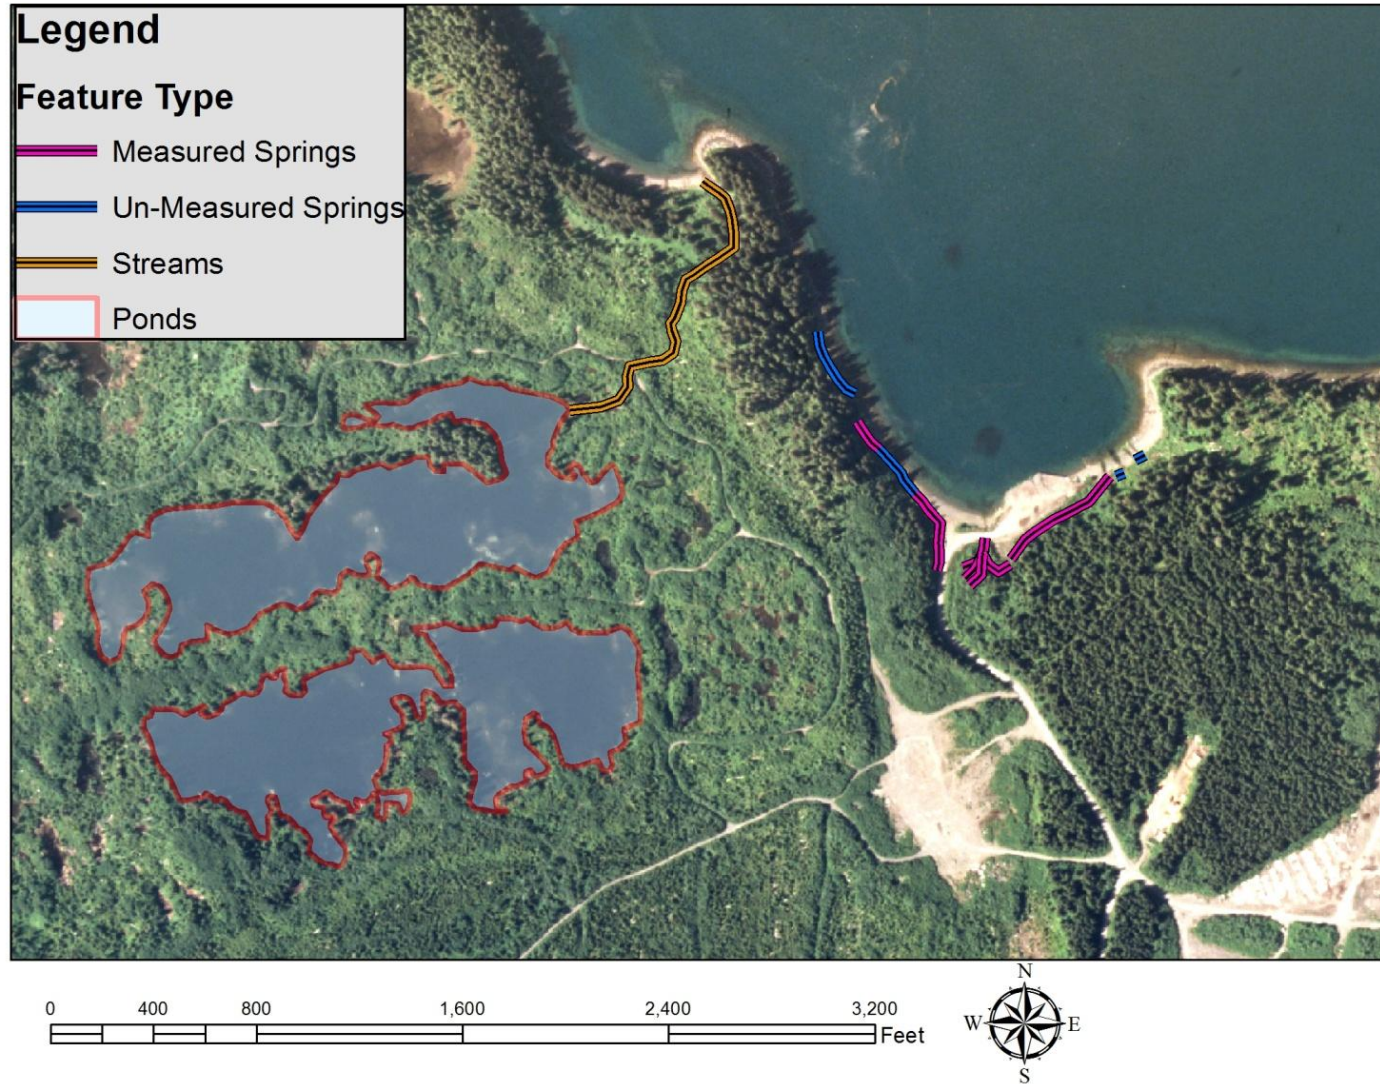 Legend
Feature Type
Measured Springs
Un-Measured Springs
Streams
Ponds
0 400 800 1,600 2,400 3,200
Feet
N
W E
S